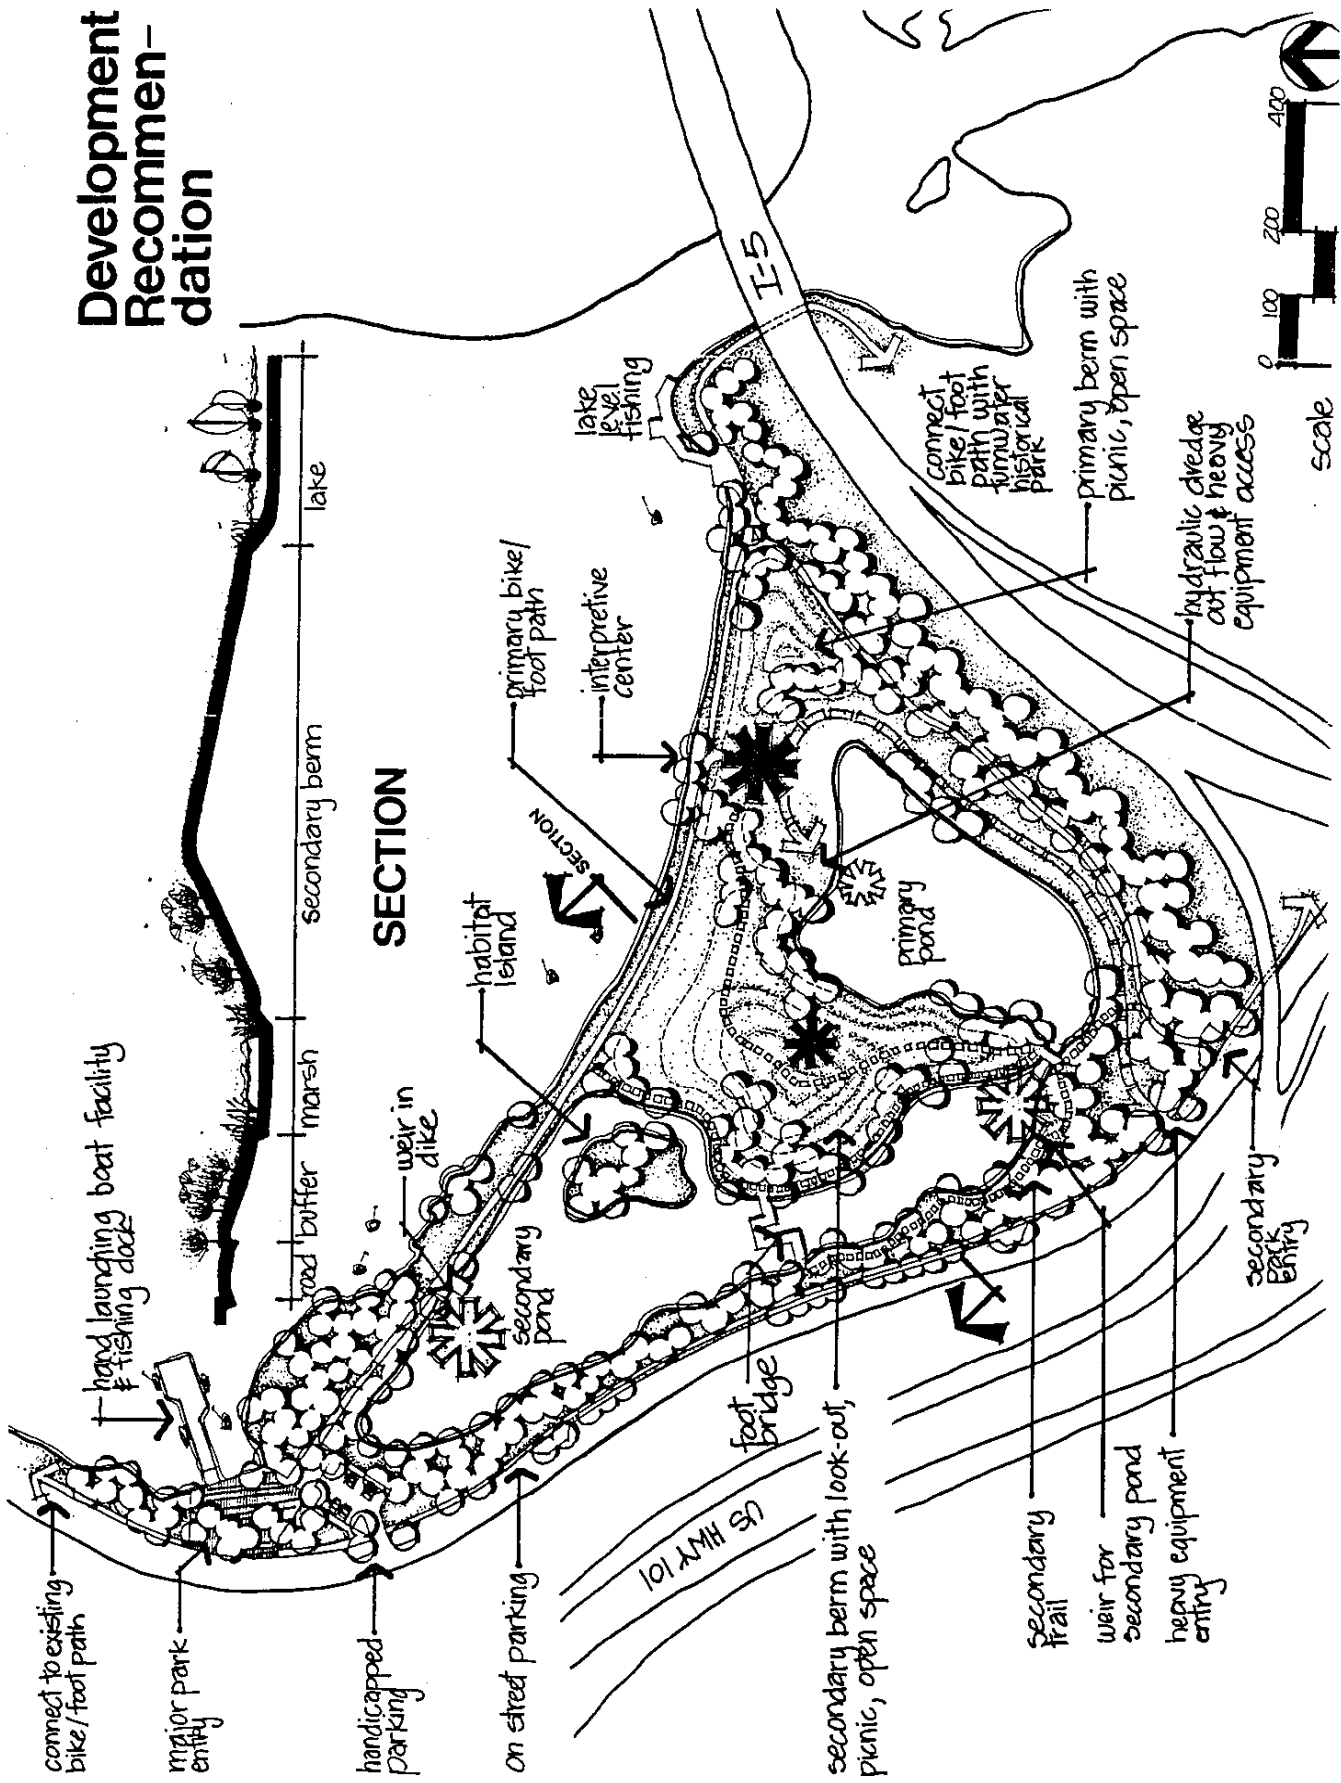 Development
Recommen-
dation
hand launching boat facility
& fishing dock
road buffer
marsh
secondary berm
lake
SECTION
connect to existing
bike/foot path
major park
entry
handicapped
parking
on street parking
weir in
dike
habitat
island
primary bike/
foot path
interpretive
center
lake
level
fishing
SECTION
secondary
pond
primary
pond
I-5
connect
bike/foot
path with
tumwater
historical
park
primary berm with
picnic, open space
hydraulic dredge
out flow & heavy
equipment access
foot
bridge
US HWY 101
secondary berm with look-out,
picnic, open space
secondary
trail
weir for
secondary pond
heavy equipment
entry
secondary
park
entry
scale
0 100 200 400